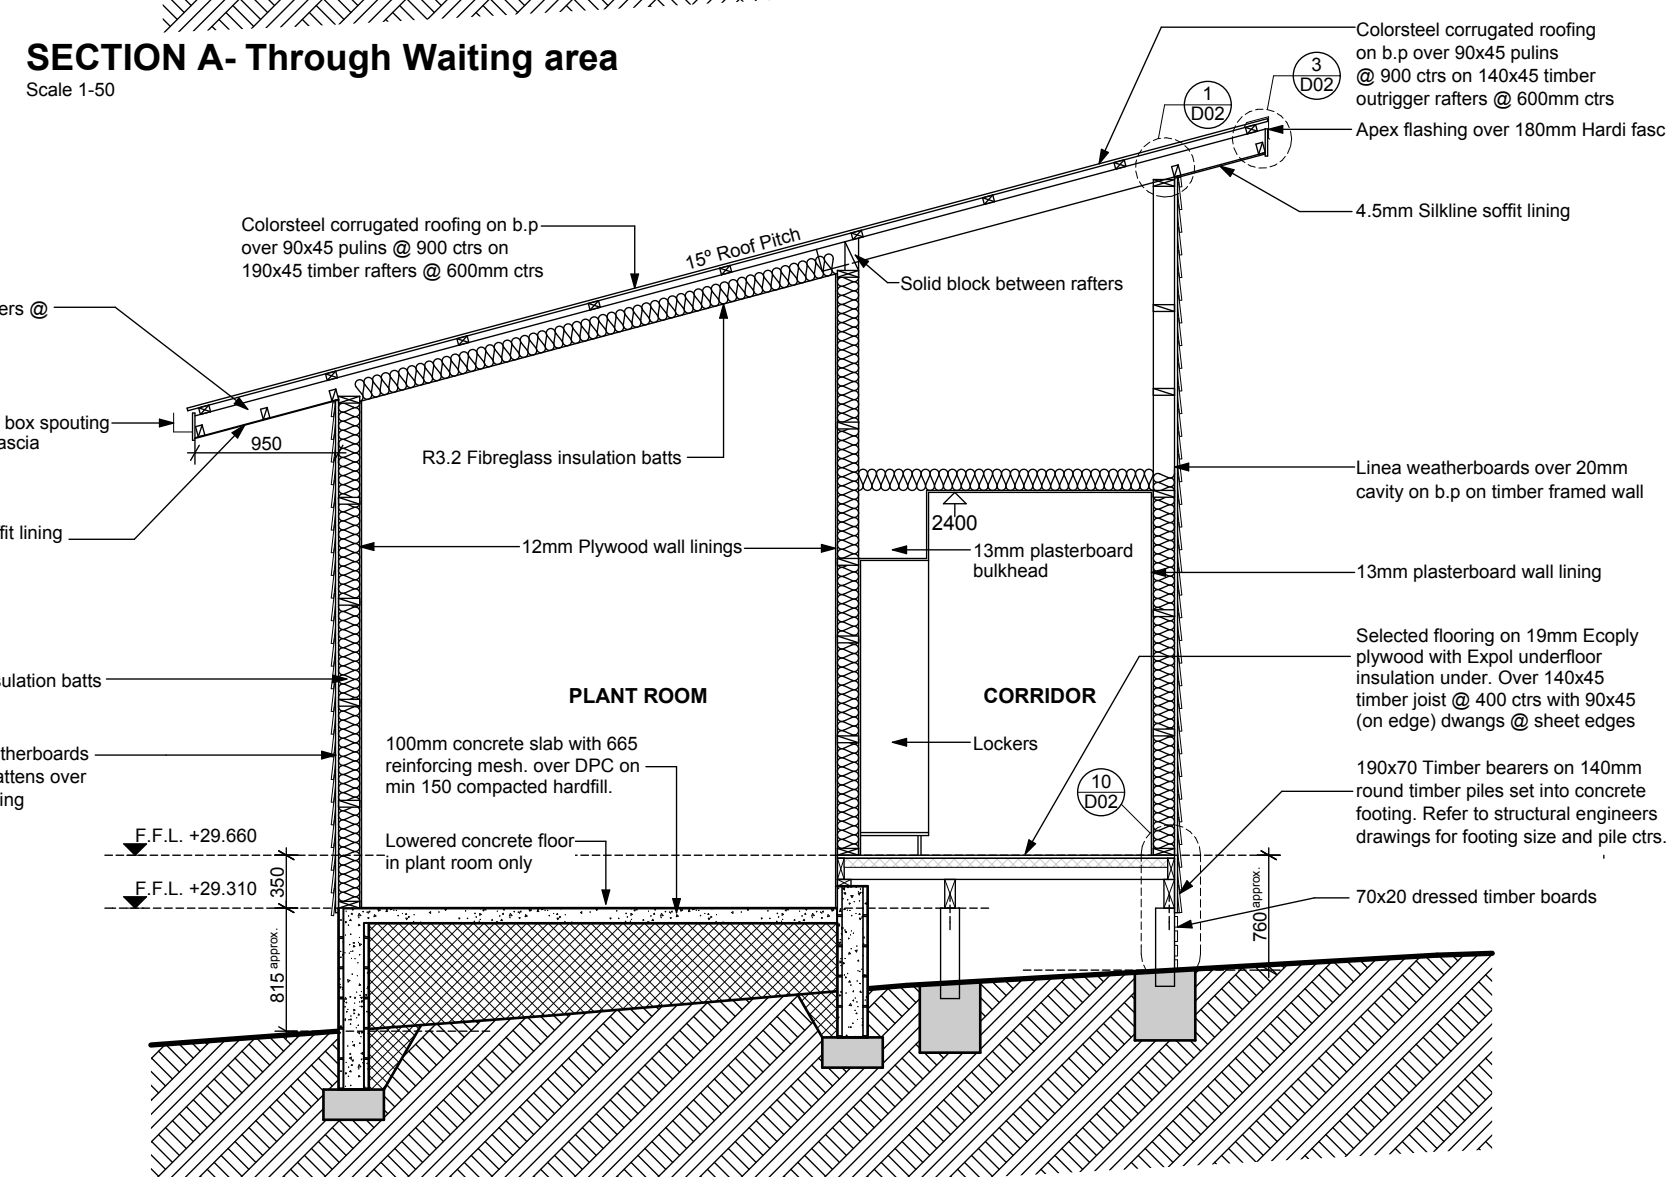 SECTION A- Through Waiting area
Scale 1-50
Colorsteel corrugated roofing
on b.p over 90x45 pulins
@ 900 ctrs on 140x45 timber
outrigger rafters @ 600mm ctrs
3
D02
1
D02
Apex flashing over 180mm Hardi fasc
4.5mm Silkline soffit lining
Colorsteel corrugated roofing on b.p
over 90x45 pulins @ 900 ctrs on
190x45 timber rafters @ 600mm ctrs
15º Roof Pitch
Solid block between rafters
ers @
box spouting
ascia
950
R3.2 Fibreglass insulation batts
Linea weatherboards over 20mm
cavity on b.p on timber framed wall
2400
fit lining
12mm Plywood wall linings
13mm plasterboard
bulkhead
13mm plasterboard wall lining
Selected flooring on 19mm Ecoply
plywood with Expol underfloor
insulation under. Over 140x45
timber joist @ 400 ctrs with 90x45
(on edge) dwangs @ sheet edges
sulation batts
PLANT ROOM
CORRIDOR
therboards
attens over
ing
100mm concrete slab with 665
reinforcing mesh. over DPC on
min 150 compacted hardfill.
Lockers
10
D02
190x70 Timber bearers on 140mm
round timber piles set into concrete
footing. Refer to structural engineers
drawings for footing size and pile ctrs.
F.F.L. +29.660
Lowered concrete floor
in plant room only
F.F.L. +29.310
350
815 approx.
760 approx.
70x20 dressed timber boards